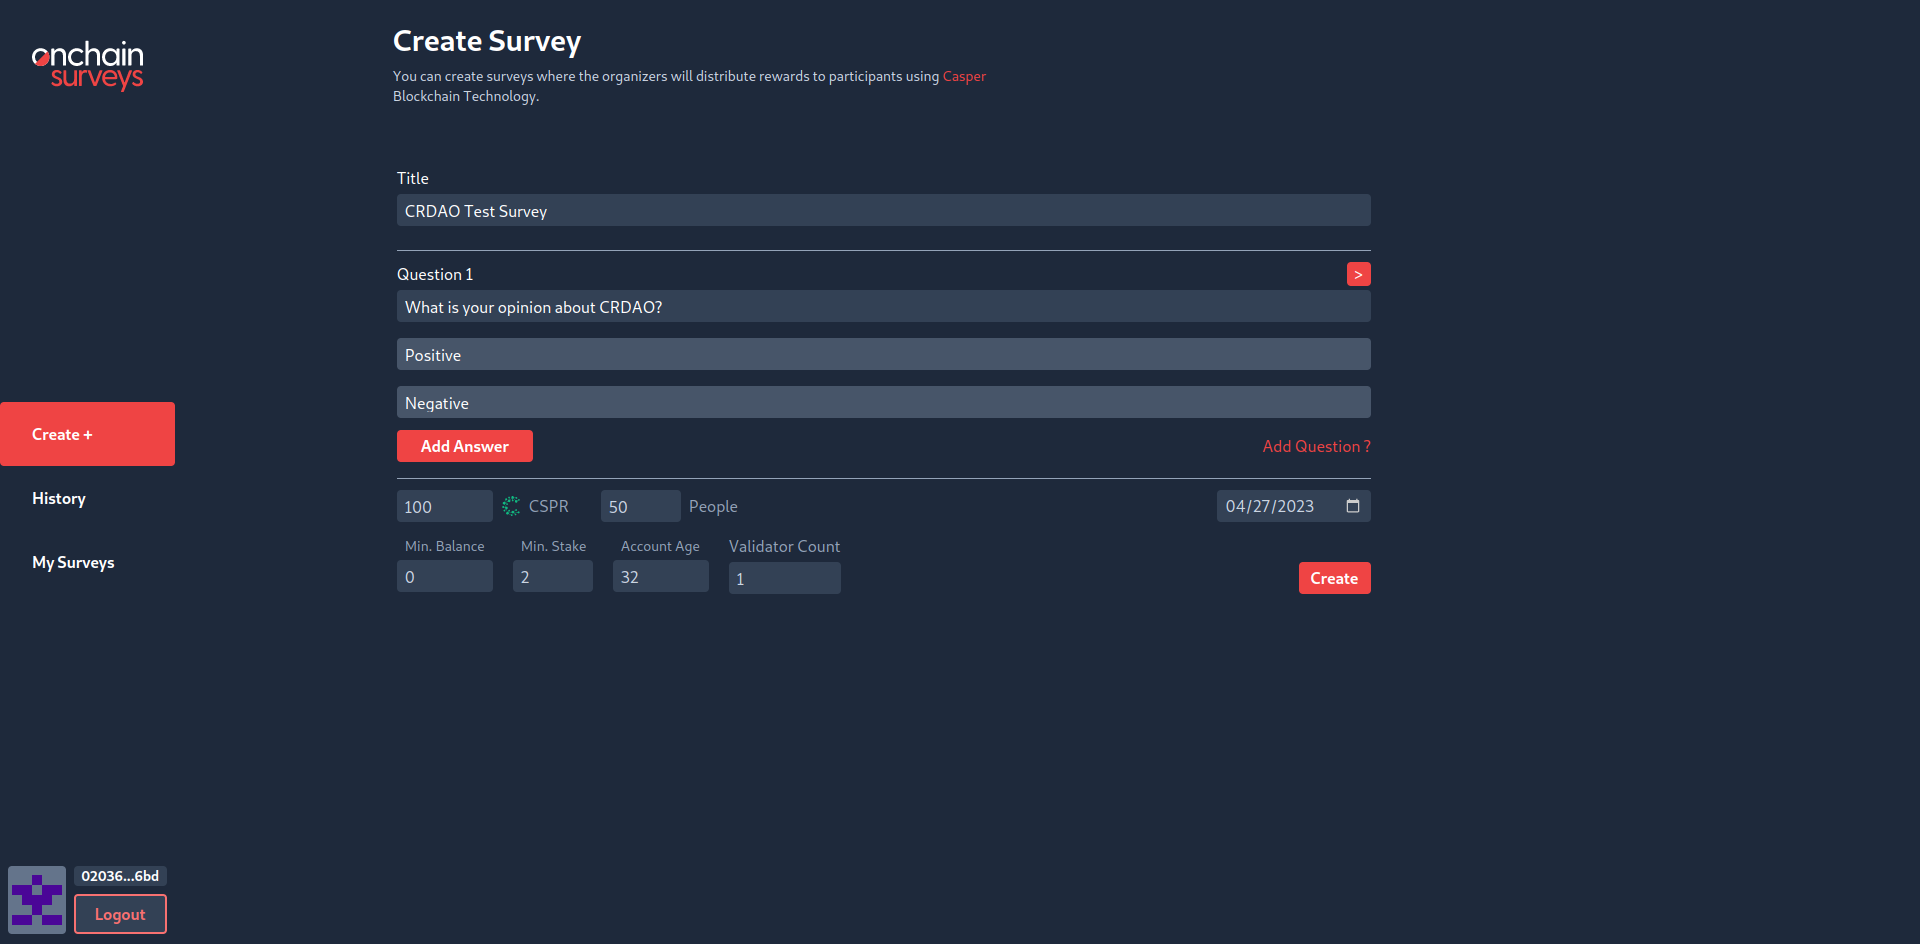 onchain
surveys
Create Survey
You can create surveys where the organizers will distribute rewards to participants using Casper
Blockchain Technology.
Title
CRDAO Test Survey
Question 1
>
What is your opinion about CRDAO?
Positive
Negative
Add Answer
Add Question ?
100 CSPR 50 People 04/27/2023
Min. Balance Min. Stake Account Age Validator Count
0 2 32 1
Create
Create +
History
My Surveys
02036...6bd
Logout